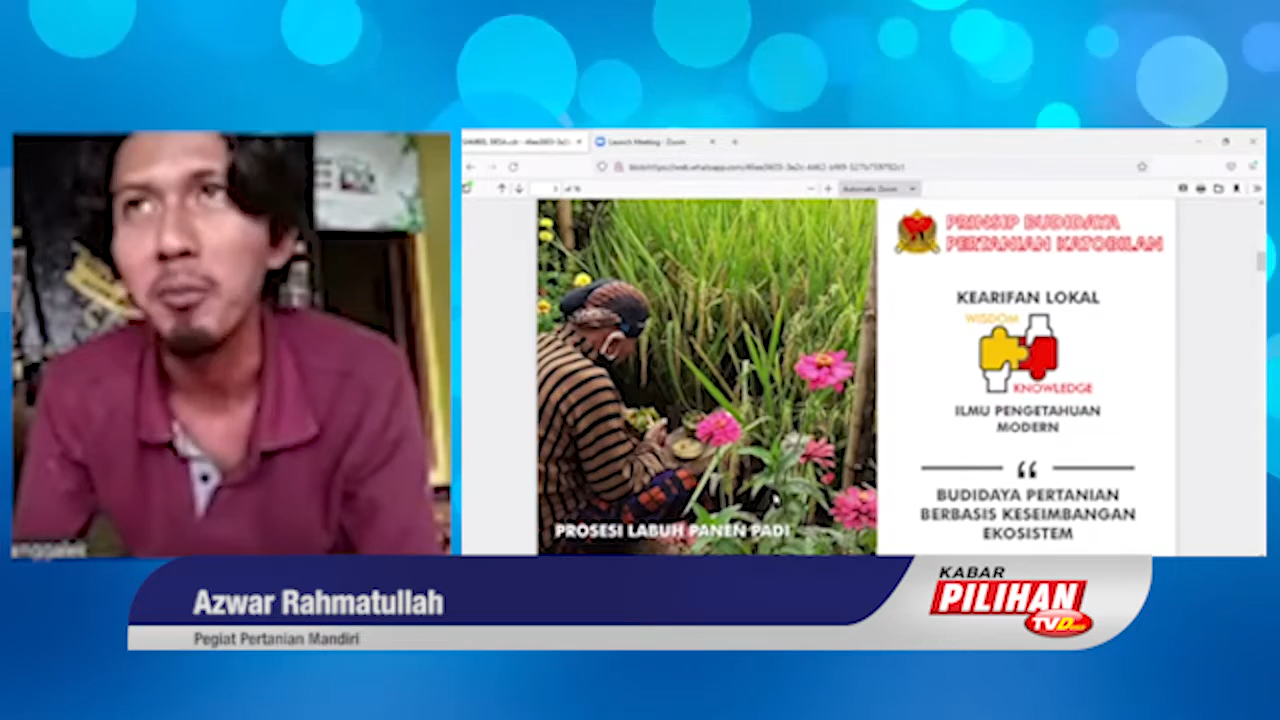 Launch Meeting - Zoom
Automatic Zoom
PRINSIP BUDIDAYA
PERTANIAN KATOBILAN
KEARIFAN LOKAL
WISDOM
KNOWLEDGE
ILMU PENGETAHUAN
MODERN
“
BUDIDAYA PERTANIAN
BERBASIS KESEIMBANGAN
EKOSISTEM
PROSESI LABUH PANEN PADI
Azwar Rahmatullah
Pegiat Pertanian Mandiri
KABAR
PILIHAN
TVD